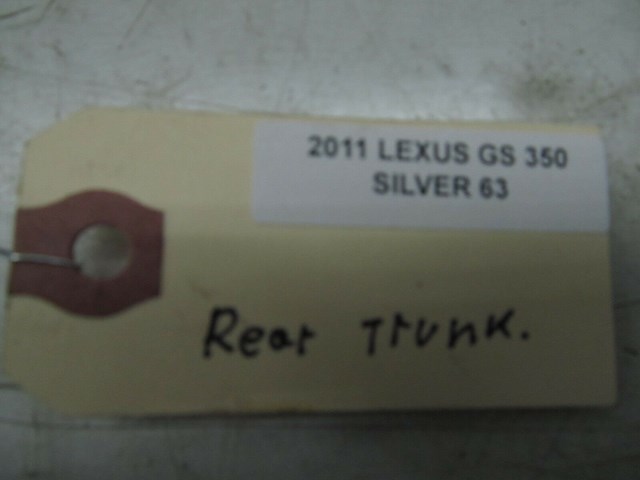 2011 LEXUS GS 350
SILVER 63
Rear Trunk.